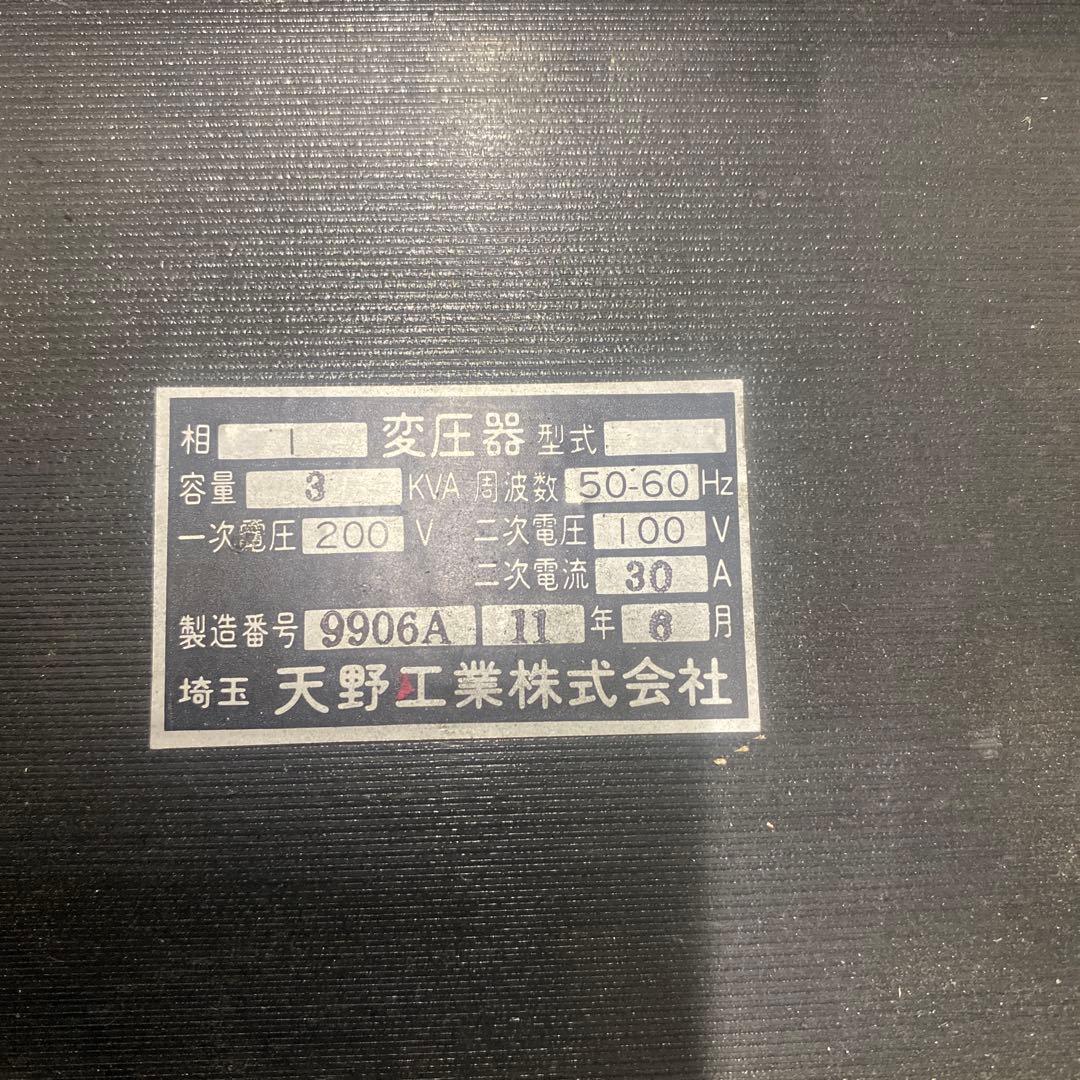 相 1 変圧器 型式
容量 3 KVA 周波数 50-60 Hz
一次電圧 200 V 二次電圧 100 V
二次電流 30 A
製造番号 9906A 11 年 6 月
埼玉 天野工業株式会社